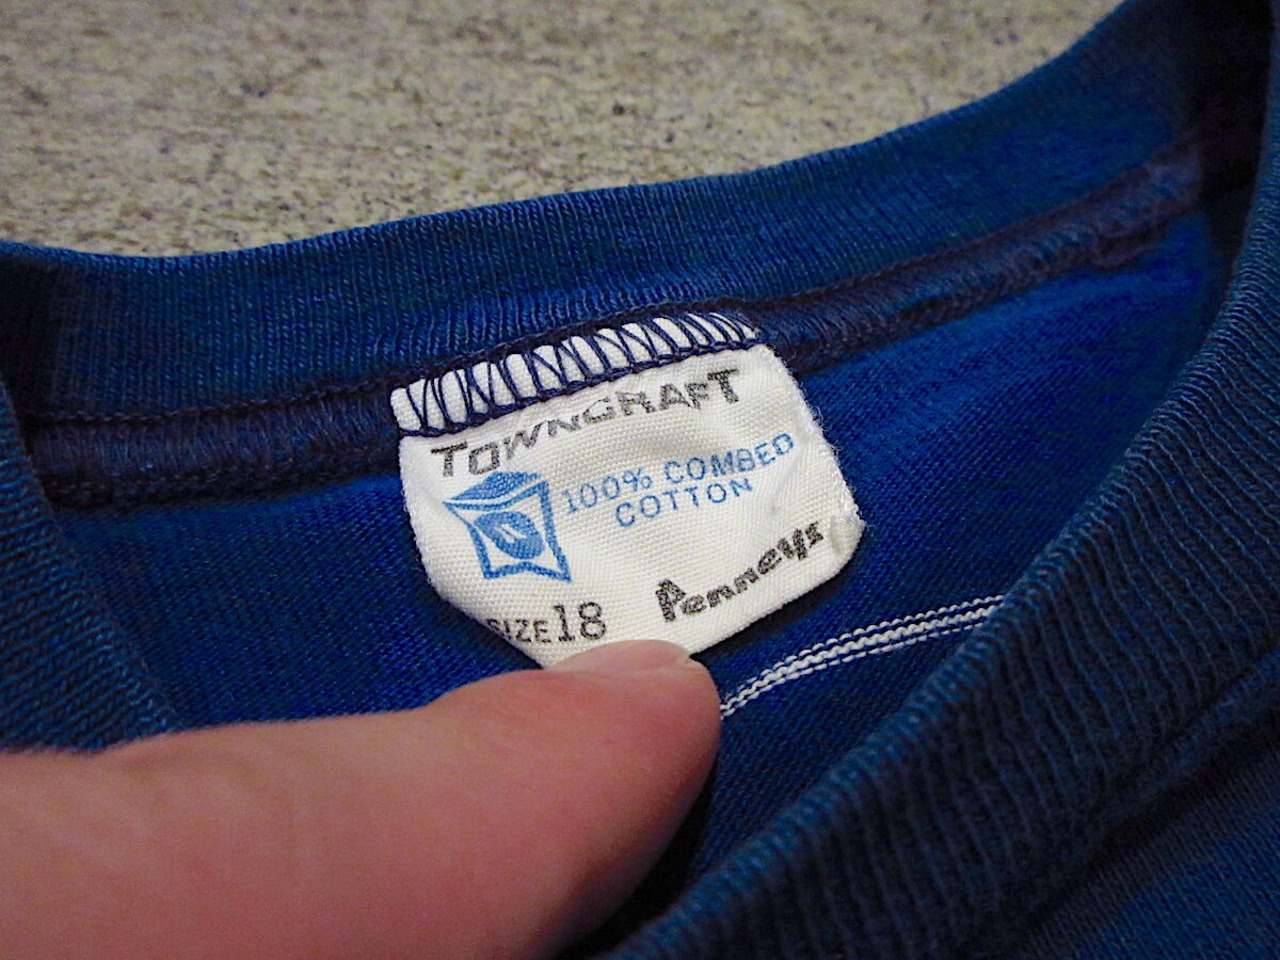 TOWNCRAFT
100% COMBED
COTTON
Penneys
SIZE 18